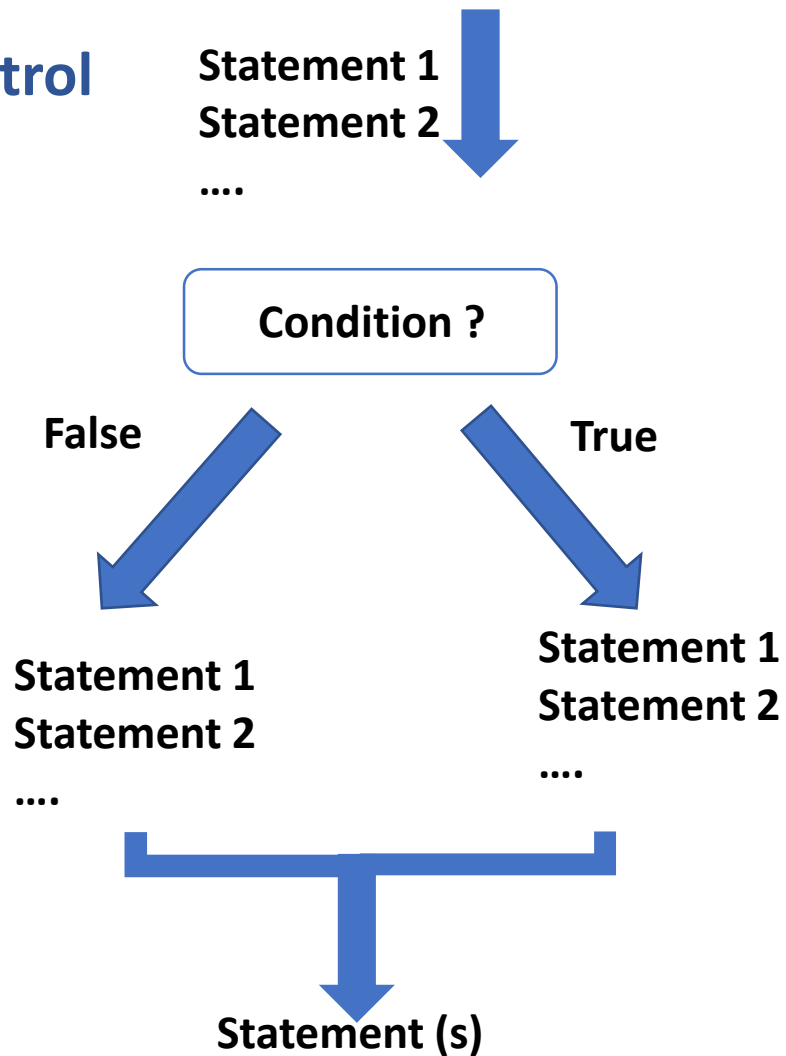 trol
Statement 1
Statement 2
....
Condition ?
False
True
Statement 1
Statement 2
....
Statement 1
Statement 2
....
Statement (s)